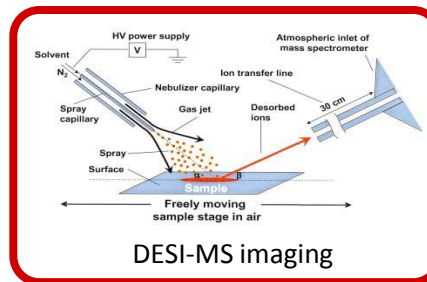 HV power supply
Solvent
V
N2
Nebulizer capillary
Spray capillary
Gas jet
Spray
Surface
Sample
α
β
Desorbed ions
Ion transfer line
30 cm
Atmospheric inlet of mass spectrometer
Freely moving
sample stage in air
DESI-MS imaging